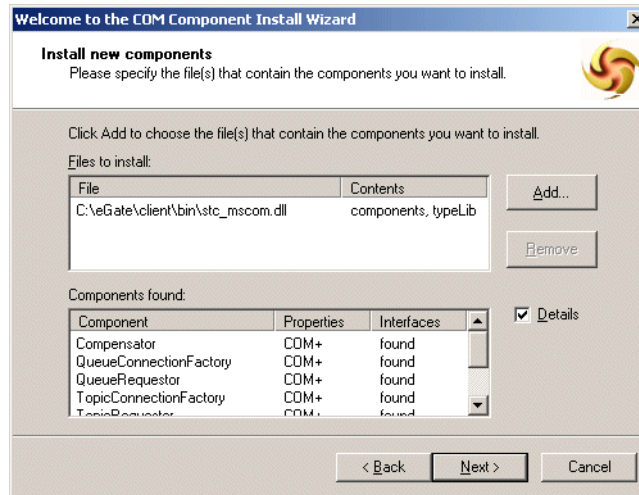 Welcome to the COM Component Install Wizard
Install new components
Please specify the file(s) that contain the components you want to install.
Click Add to choose the file(s) that contain the components you want to install.
Files to install:
File Contents
C:\eGate\client\bin\stc_mscom.dll components, typeLib
Add...
Remove
Components found:
Component Properties Interfaces
Details
Compensator COM+ found
QueueConnectionFactory COM+ found
QueueRequestor COM+ found
TopicConnectionFactory COM+ found
TopicRequestor COM+ found
< Back Next > Cancel